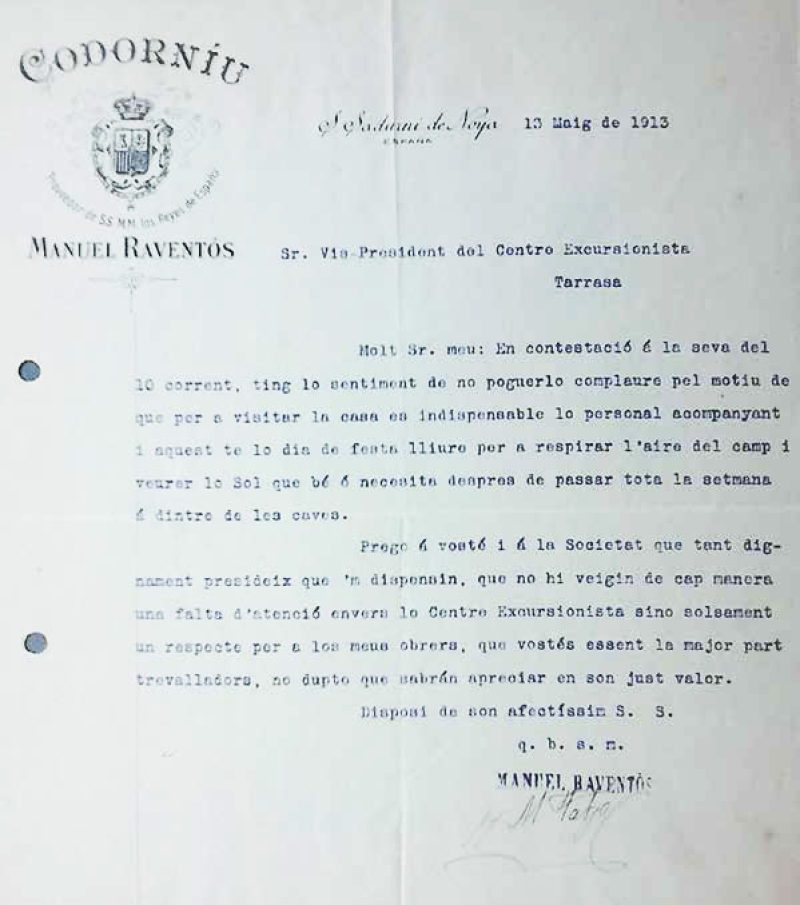 CODORNÍU
Proveedor de S.S. M.M. los Reyes de España
MANUEL RAVENTÓS
S. Sadurní de Noya 13 Maig de 1913
ESPAÑA
Sr. Vis-President del Centre Excursionista
Tarrasa
Molt Sr. meu: En contestació á la seva del
10 corrent, ting lo sentiment de no poguerlo complaure pel motiu de
que per a visitar la casa es indispensable lo personal acompanyant
i aquest te lo dia de festa lliure per a respirar l'aire del camp i
veurer lo Sol que bé ó necesita despres de passar tota la setmana
á dintre de les caves.
Prego á vosté i á la Societat que tant dig-
nament presideix que 'm dispensin, que no hi veigin de cap manera
una falta d'atenció envers lo Centre Excursionista sino solsament
un respecte per a los meus obrers, que vostés essent la major part
trevalladors, no dupto que sabrán apreciar en son just valor.
Disposi de son afectíssim S. S.
q. b. s. m.
MANUEL RAVENTÓS